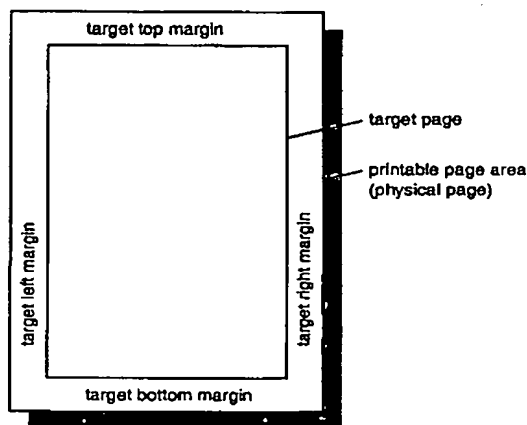 target top margin
target page
printable page area
(physical page)
target left margin
target right margin
target bottom margin